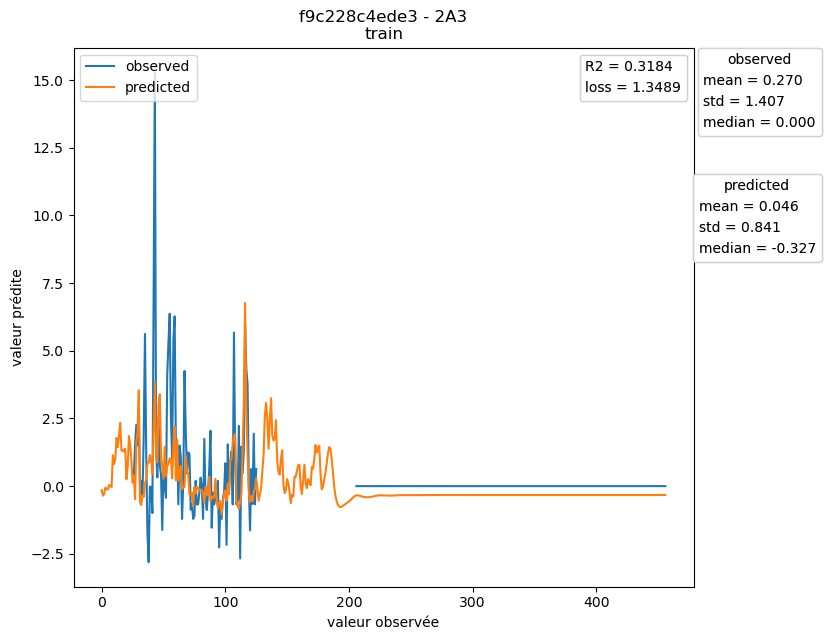 f9c228c4ede3 - 2A3
train
observed
predicted
R2 = 0.3184
loss = 1.3489
observed
mean = 0.270
std = 1.407
median = 0.000
predicted
mean = 0.046
std = 0.841
median = -0.327
valeur prédite
15.0
12.5
10.0
7.5
5.0
2.5
0.0
−2.5
0
100
200
300
400
valeur observée